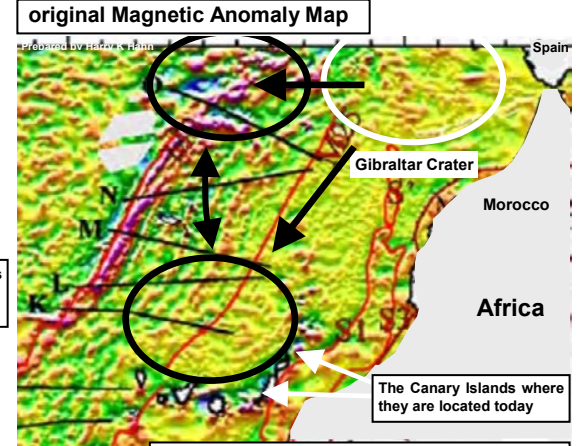 original Magnetic Anomaly Map
Prepared by Harry K Hahn
Spain
Gibraltar Crater
N
Morocco
M
s
L
K
Africa
S1
The Canary Islands where
they are located today